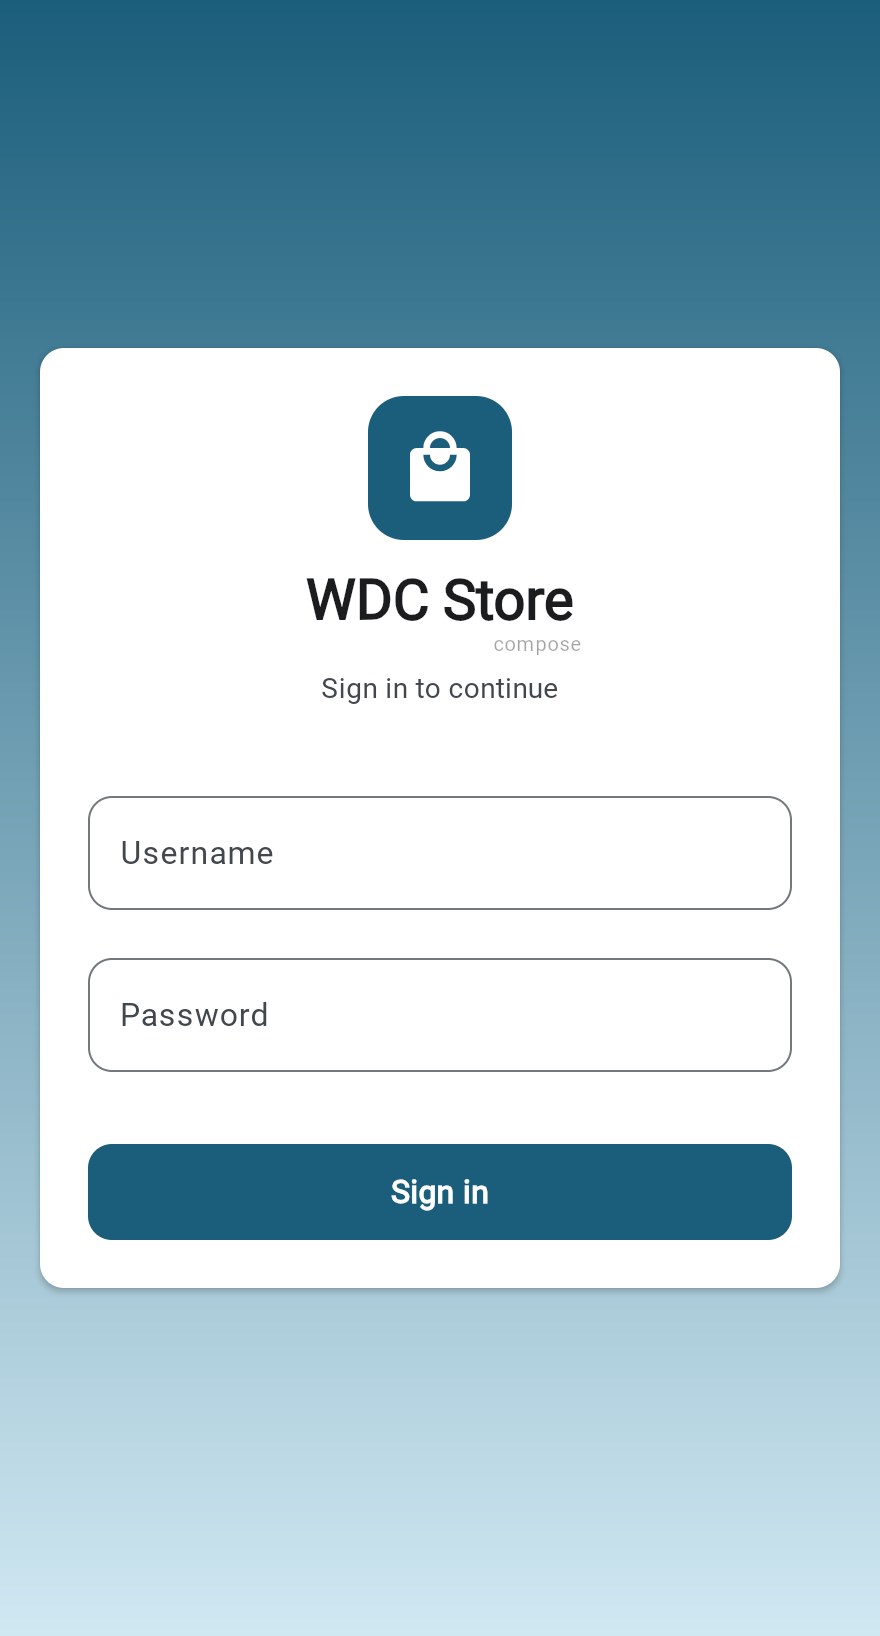 WDC Store
compose
Sign in to continue
Username
Password
Sign in